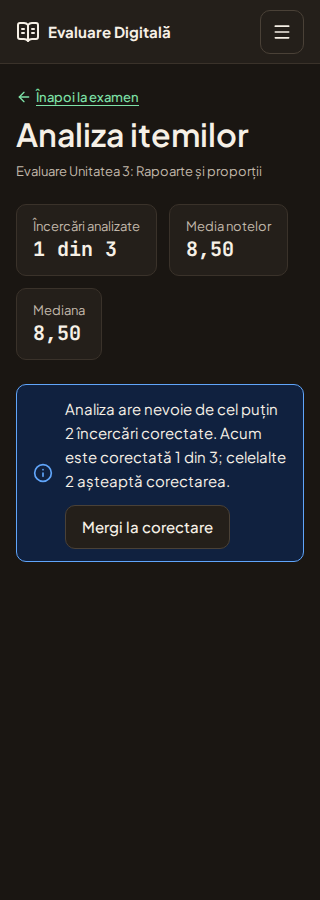 Evaluare Digitală
Înapoi la examen
Analiza itemilor
Evaluare Unitatea 3: Rapoarte și proporții
Încercări analizate
1 din 3
Media notelor
8,50
Mediana
8,50
Analiza are nevoie de cel puțin
2 încercări corectate. Acum
este corectată 1 din 3; celelalte
2 așteaptă corectarea.
Mergi la corectare